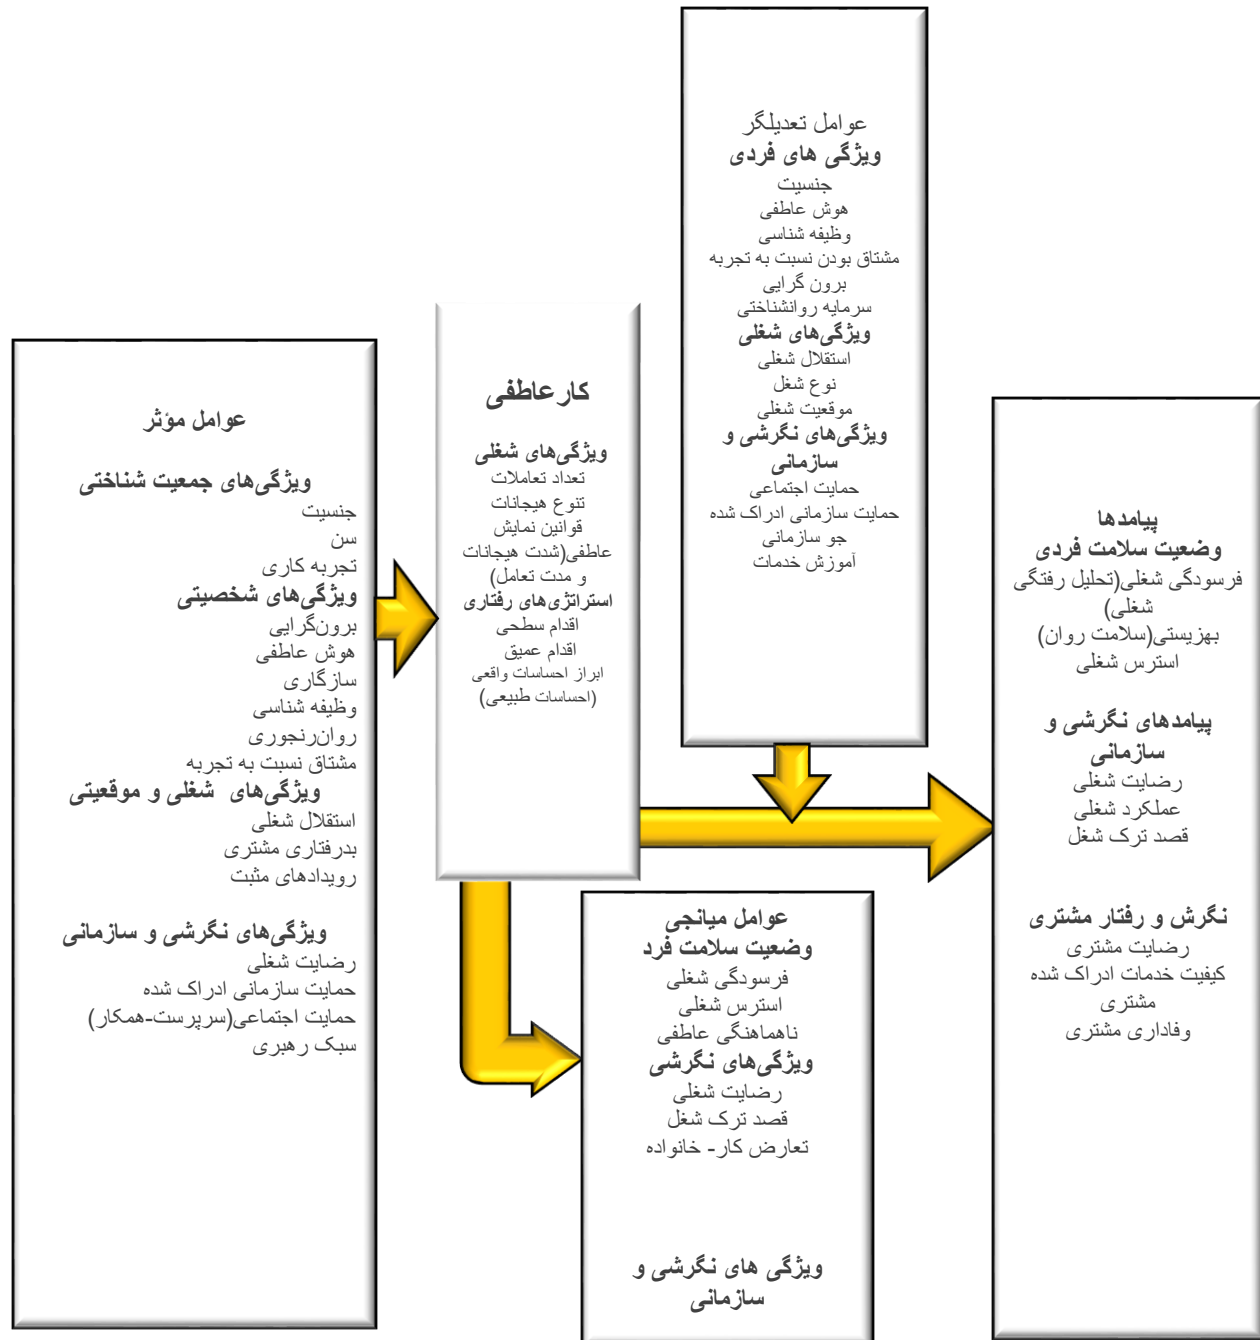 عوامل مؤثر
ویژگی‌های جمعیت شناختی
جنسیت
سن
تجربه کاری
ویژگی‌های شخصیتی
برون‌گرایی
هوش عاطفی
سازگاری
وظیفه شناسی
روان‌رنجوری
مشتاق نسبت به تجربه
ویژگی‌های شغلی و موقعیتی
استقلال شغلی
بدرفتاری مشتری
رویدادهای مثبت
ویژگی‌های نگرشی و سازمانی
رضایت شغلی
حمایت سازمانی ادراک شده
حمایت اجتماعی(سرپرست-همکار)
سبک رهبری
کار عاطفی
ویژگی‌های شغلی
تعداد تعاملات
تنوع هیجانات
قوانین نمایش
عاطفی(شدت هیجانات
و مدت تعامل)
استراتژی‌های رفتاری
اقدام سطحی
اقدام عمیق
ابراز احساسات واقعی
(احساسات طبیعی)
عوامل تعدیلگر
ویژگی های فردی
جنسیت
هوش عاطفی
وظیفه شناسی
مشتاق بودن نسبت به تجربه
برون گرایی
سرمایه روانشناختی
ویژگی‌های شغلی
استقلال شغلی
نوع شغل
موقعیت شغلی
ویژگی‌های نگرشی و
سازمانی
حمایت اجتماعی
حمایت سازمانی ادراک شده
جو سازمانی
آموزش خدمات
عوامل میانجی
وضعیت سلامت فرد
فرسودگی شغلی
استرس شغلی
ناهماهنگی عاطفی
ویژگی‌های نگرشی
رضایت شغلی
قصد ترک شغل
تعارض کار- خانواده
ویژگی های نگرشی و
سازمانی
پیامدها
وضعیت سلامت فردی
فرسودگی شغلی(تحلیل رفتگی
شغلی)
بهزیستی(سلامت روان)
استرس شغلی
پیامدهای نگرشی و
سازمانی
رضایت شغلی
عملکرد شغلی
قصد ترک شغل
نگرش و رفتار مشتری
رضایت مشتری
کیفیت خدمات ادراک شده
مشتری
وفاداری مشتری